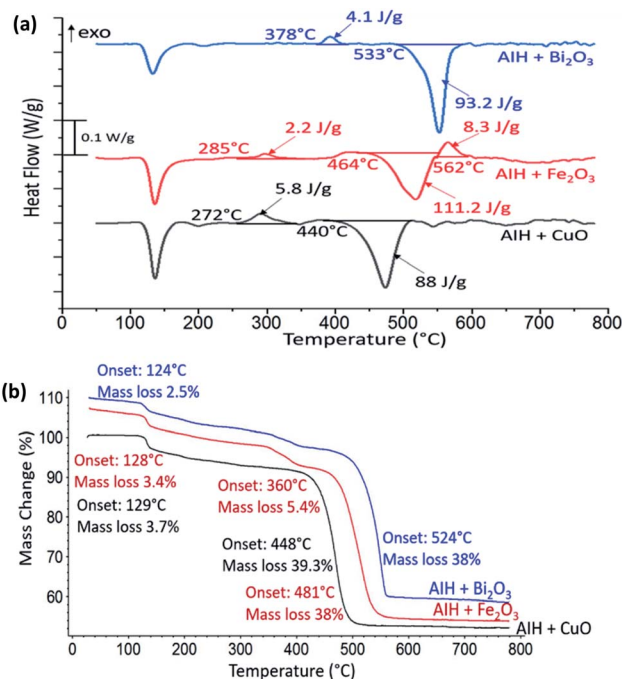 (a)
↑ exo
4.1 J/g
378°C
533°C
AlH + Bi₂O₃
93.2 J/g
0.1 W/g
2.2 J/g
8.3 J/g
285°C
464°C
562°C
AlH + Fe₂O₃
5.8 J/g
111.2 J/g
272°C
440°C
AlH + CuO
88 J/g
Heat Flow (W/g)
0 100 200 300 400 500 600 700 800
Temperature (°C)
(b)
Onset: 124°C
Mass loss 2.5%
110
100
90
80
70
60
Onset: 128°C
Mass loss 3.4%
Onset: 129°C
Mass loss 3.7%
Onset: 360°C
Mass loss 5.4%
Onset: 448°C
Mass loss 39.3%
Onset: 481°C
Mass loss 38%
Onset: 524°C
Mass loss 38%
AlH + Bi₂O₃
AlH + Fe₂O₃
AlH + CuO
Mass Change (%)
0 100 200 300 400 500 600 700 800
Temperature (°C)